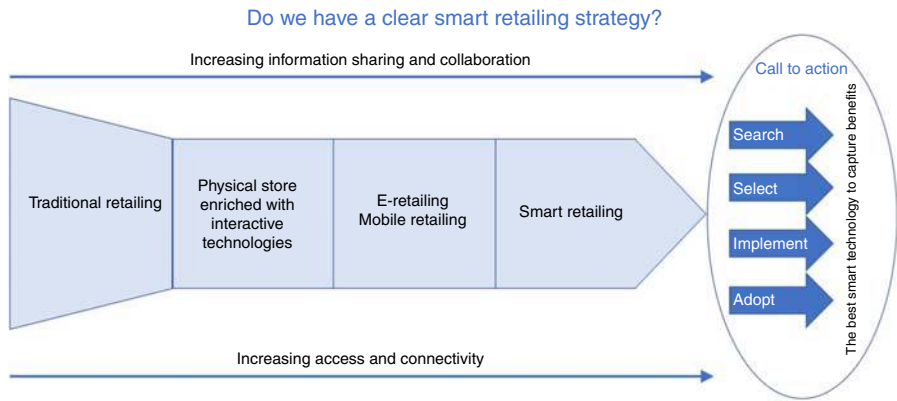 Do we have a clear smart retailing strategy?
Increasing information sharing and collaboration
Traditional retailing
Physical store
enriched with
interactive
technologies
E-retailing
Mobile retailing
Smart retailing
Increasing access and connectivity
Call to action
Search
Select
Implement
Adopt
The best smart technology to capture benefits